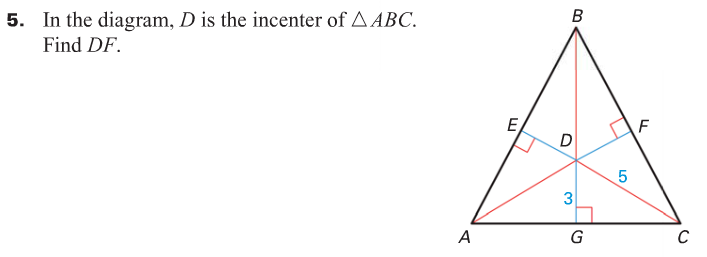 5. In the diagram, D is the incenter of △ABC.
Find DF.
B
E
F
D
5
3
A
G
C